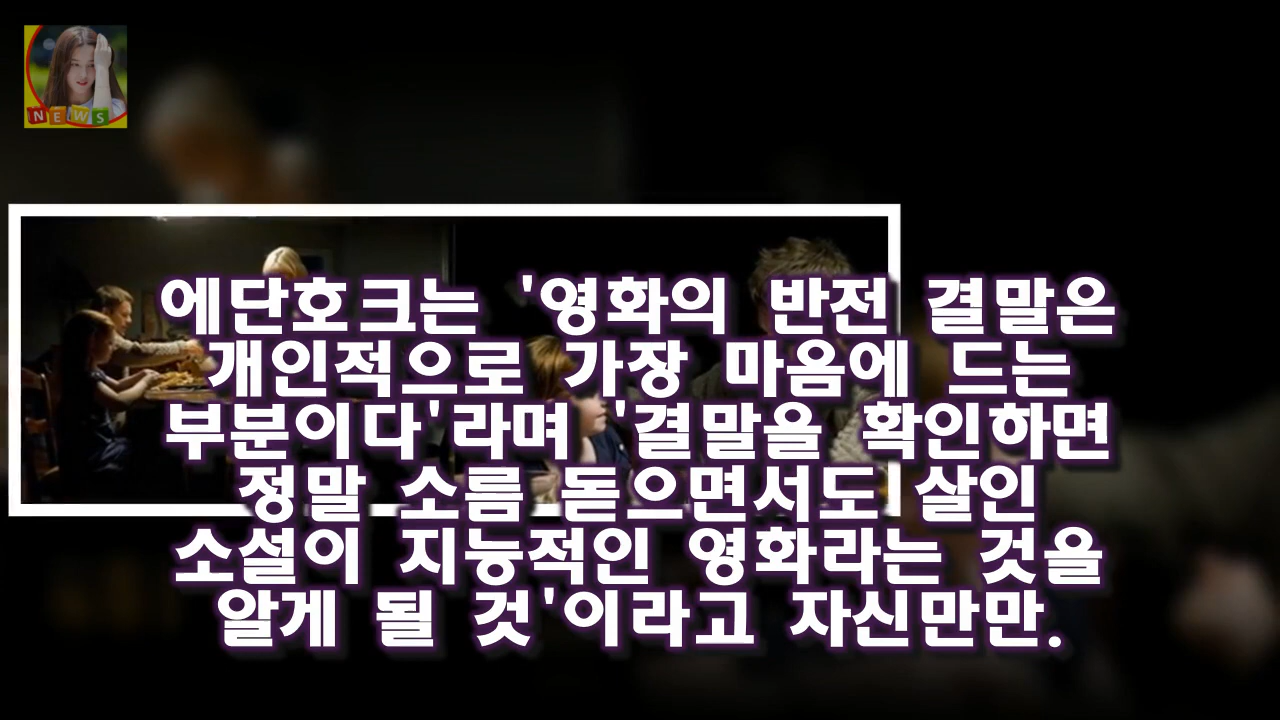 NEWS
에단호크는 '영화의 반전 결말은
개인적으로 가장 마음에 드는
부분이다'라며 '결말을 확인하면
정말 소름 돋으면서도 살인
소설이 지능적인 영화라는 것을
알게 될 것'이라고 자신만만.